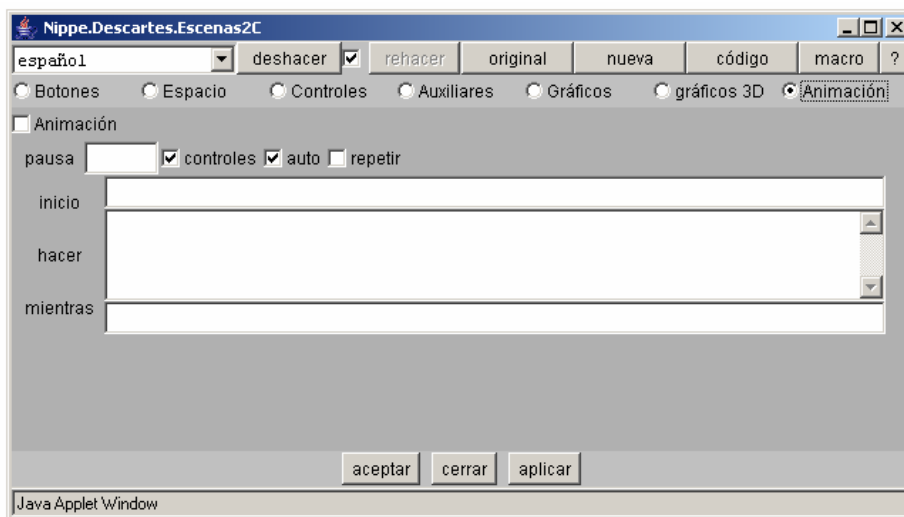 Nippe.Descartes.Escenas2C
español deshacer rehacer original nueva código macro ?
Botones Espacio Controles Auxiliares Gráficos gráficos 3D Animación
Animación
pausa controles auto repetir
inicio
hacer
mientras
aceptar cerrar aplicar
Java Applet Window